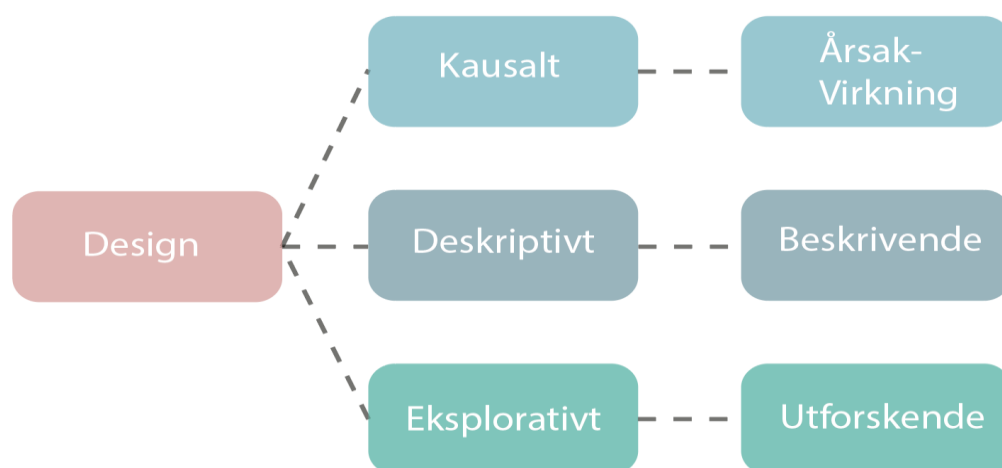 Design
Kausalt
Årsak-
Virkning
Deskriptivt
Beskrivende
Eksplorativt
Utforskende